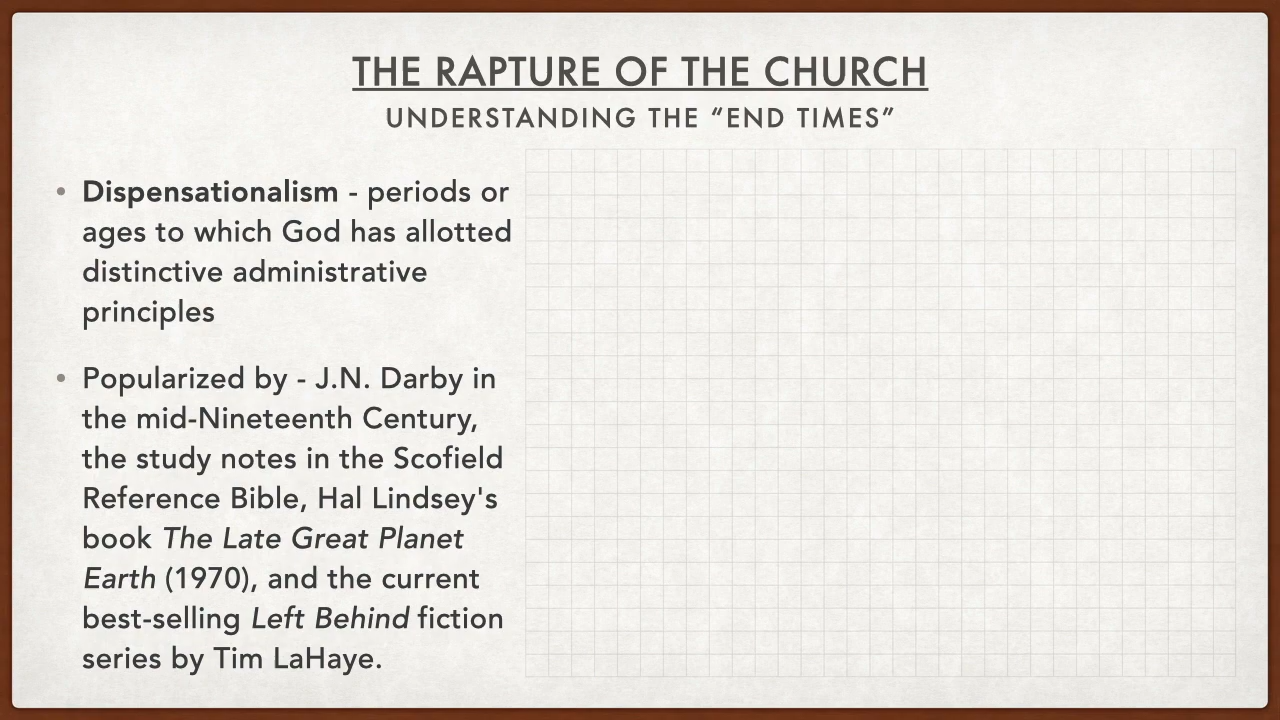 THE RAPTURE OF THE CHURCH
UNDERSTANDING THE “END TIMES”
• Dispensationalism - periods or
ages to which God has allotted
distinctive administrative
principles
• Popularized by - J.N. Darby in
the mid-Nineteenth Century,
the study notes in the Scofield
Reference Bible, Hal Lindsey's
book The Late Great Planet
Earth (1970), and the current
best-selling Left Behind fiction
series by Tim LaHaye.